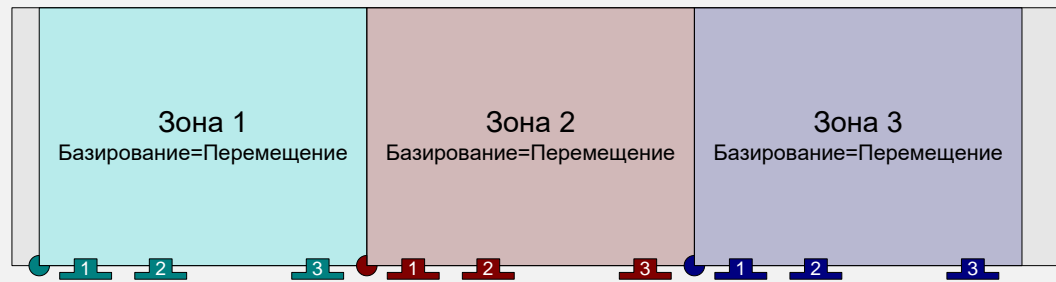 Зона 1
Базирование=Перемещение
Зона 2
Базирование=Перемещение
Зона 3
Базирование=Перемещение
1 2 3 1 2 3 1 2 3